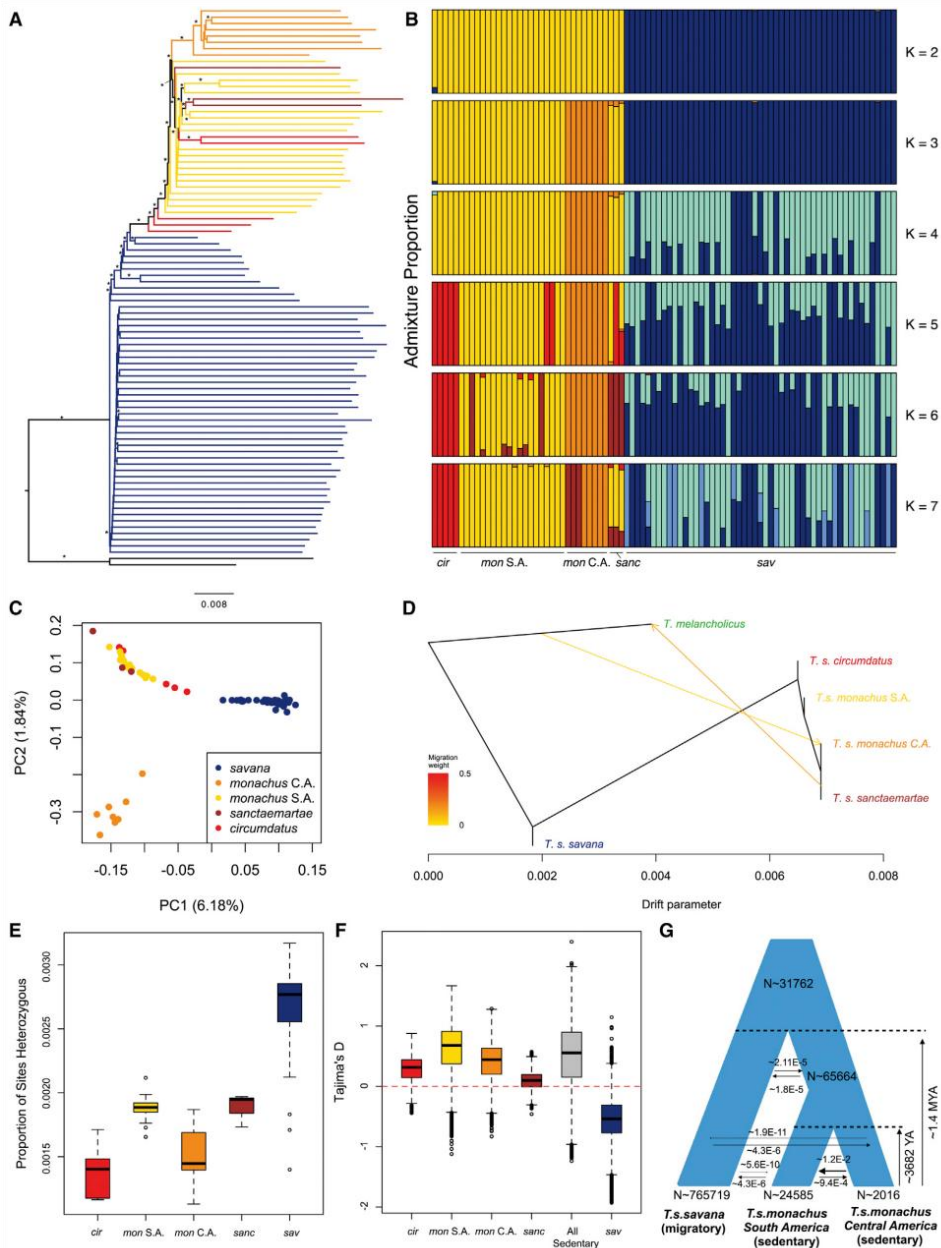 A
B
Admixture Proportion
K = 2
K = 3
K = 4
K = 5
K = 6
K = 7
cir
mon S.A.
mon C.A.
sanc
sav
0.008
C
PC2 (1.84%)
0.2
0.1
0.0
-0.1
-0.3
savana
monachus C.A.
monachus S.A.
sanctaemartae
circumdatus
-0.15
-0.05
0.05
0.15
PC1 (6.18%)
D
T. melancholicus
T. s. circumdatus
T. s. monachus S.A.
T. s. monachus C.A.
T. s. sanctaemartae
T. s. savana
Migration
weight
0.5
0
0.000
0.002
0.004
0.006
0.008
Drift parameter
E
Proportion of Sites Heterozygous
0.0030
0.0025
0.0020
0.0015
cir
mon S.A.
mon C.A.
sanc
sav
F
Tajima's D
2
1
0
-1
-2
cir
mon S.A.
mon C.A.
sanc
All
Sedentary
sav
G
N~31762
~2.11E-5
~1.8E-5
N~65664
~1.9E-11
~4.3E-6
~5.6E-10
~4.3E-6
~1.2E-2
~9.4E-4
~3682 YA
~1.4 MYA
N~765719
N~24585
N~2016
T.s.savana
(migratory)
T.s.monachus
South America
(sedentary)
T.s.monachus
Central America
(sedentary)